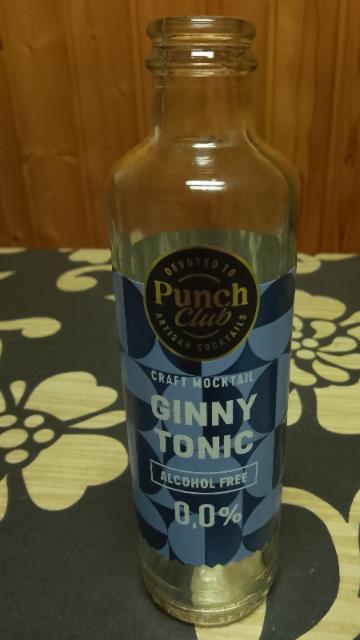 DEVOTED TO
Punch
Club
ARTISAN COCKTAILS
CRAFT MOCKTAIL
GINNY
TONIC
ALCOHOL FREE
0,0%